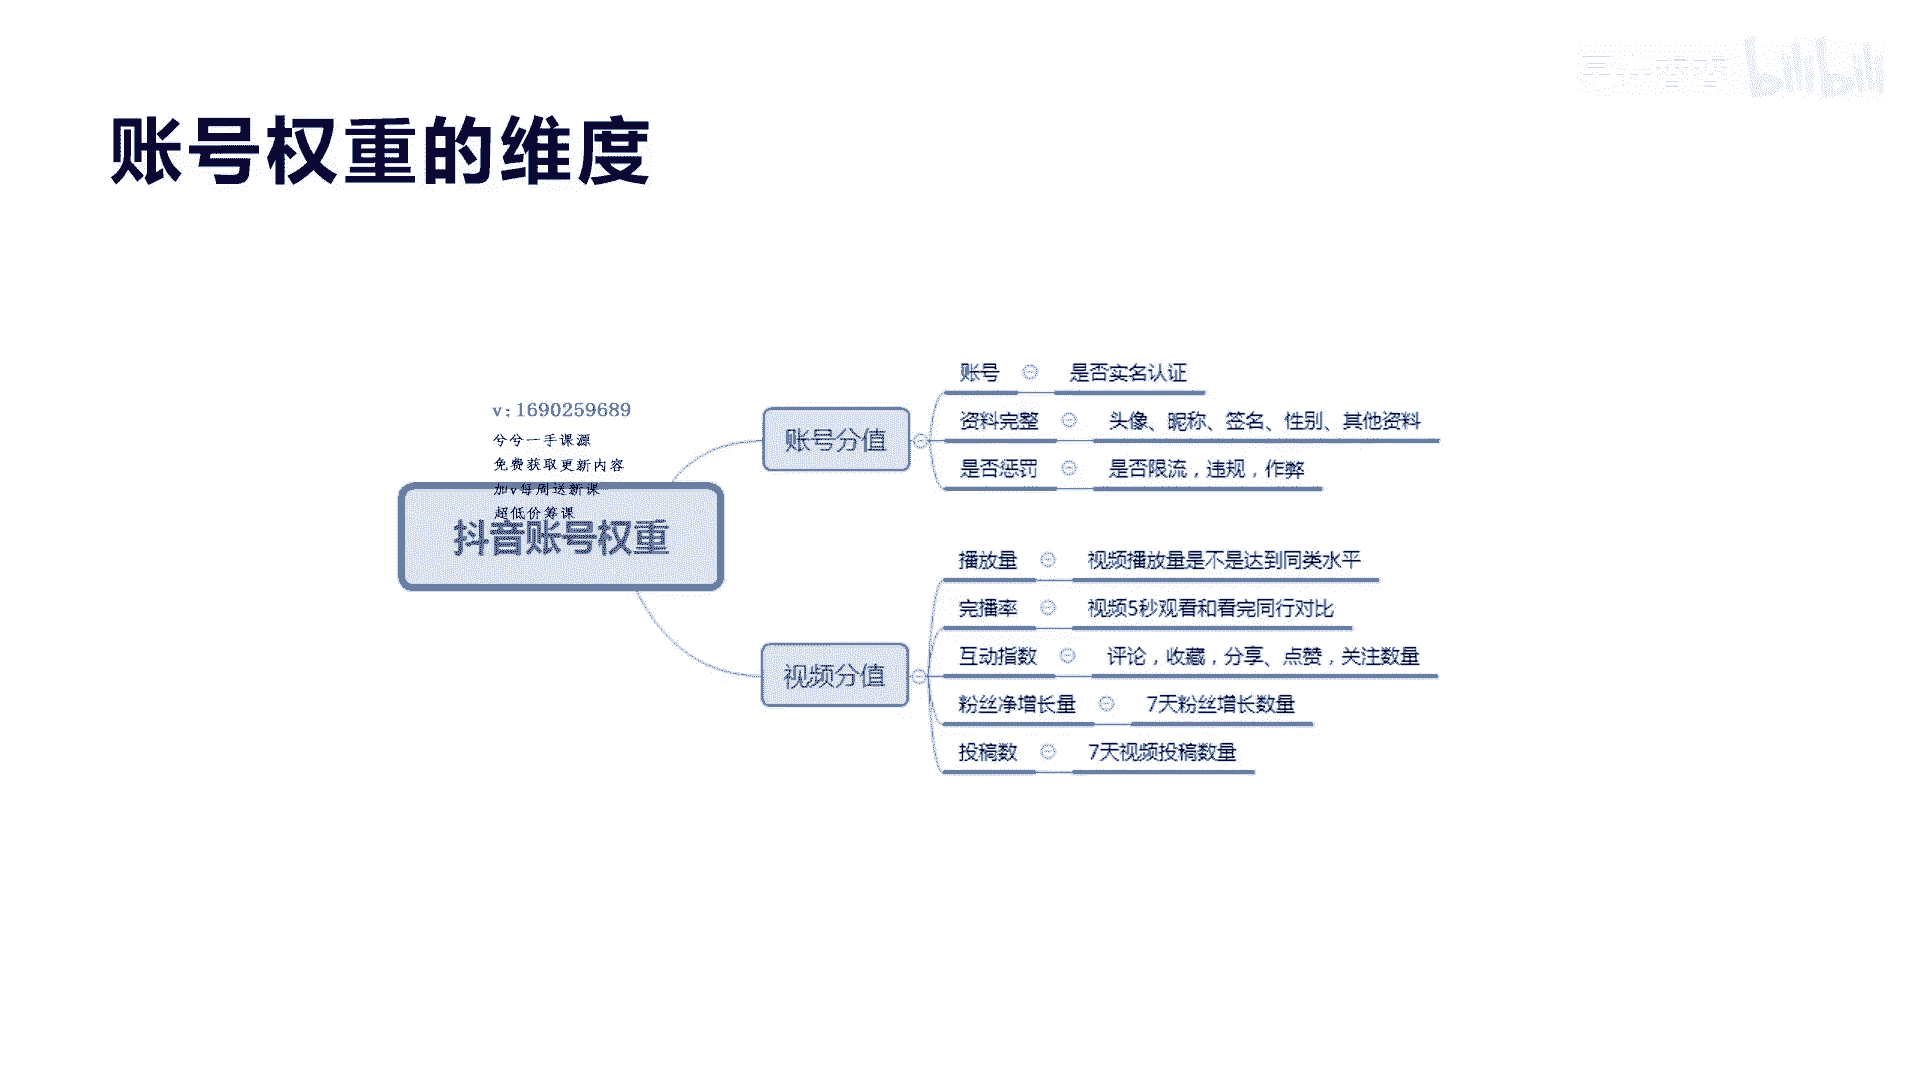 bilibili
账号权重的维度
v:1690259689
兮兮一手课源
免费获取更新内容
加v每周送新课
超低价筹课
抖音账号权重
账号分值
账号 是否实名认证
资料完整 头像、昵称、签名、性别、其他资料
是否惩罚 是否限流，违规，作弊
视频分值
播放量 视频播放量是不是达到同类水平
完播率 视频5秒观看和看完同行对比
互动指数 评论，收藏，分享、点赞，关注数量
粉丝净增长量 7天粉丝增长数量
投稿数 7天视频投稿数量